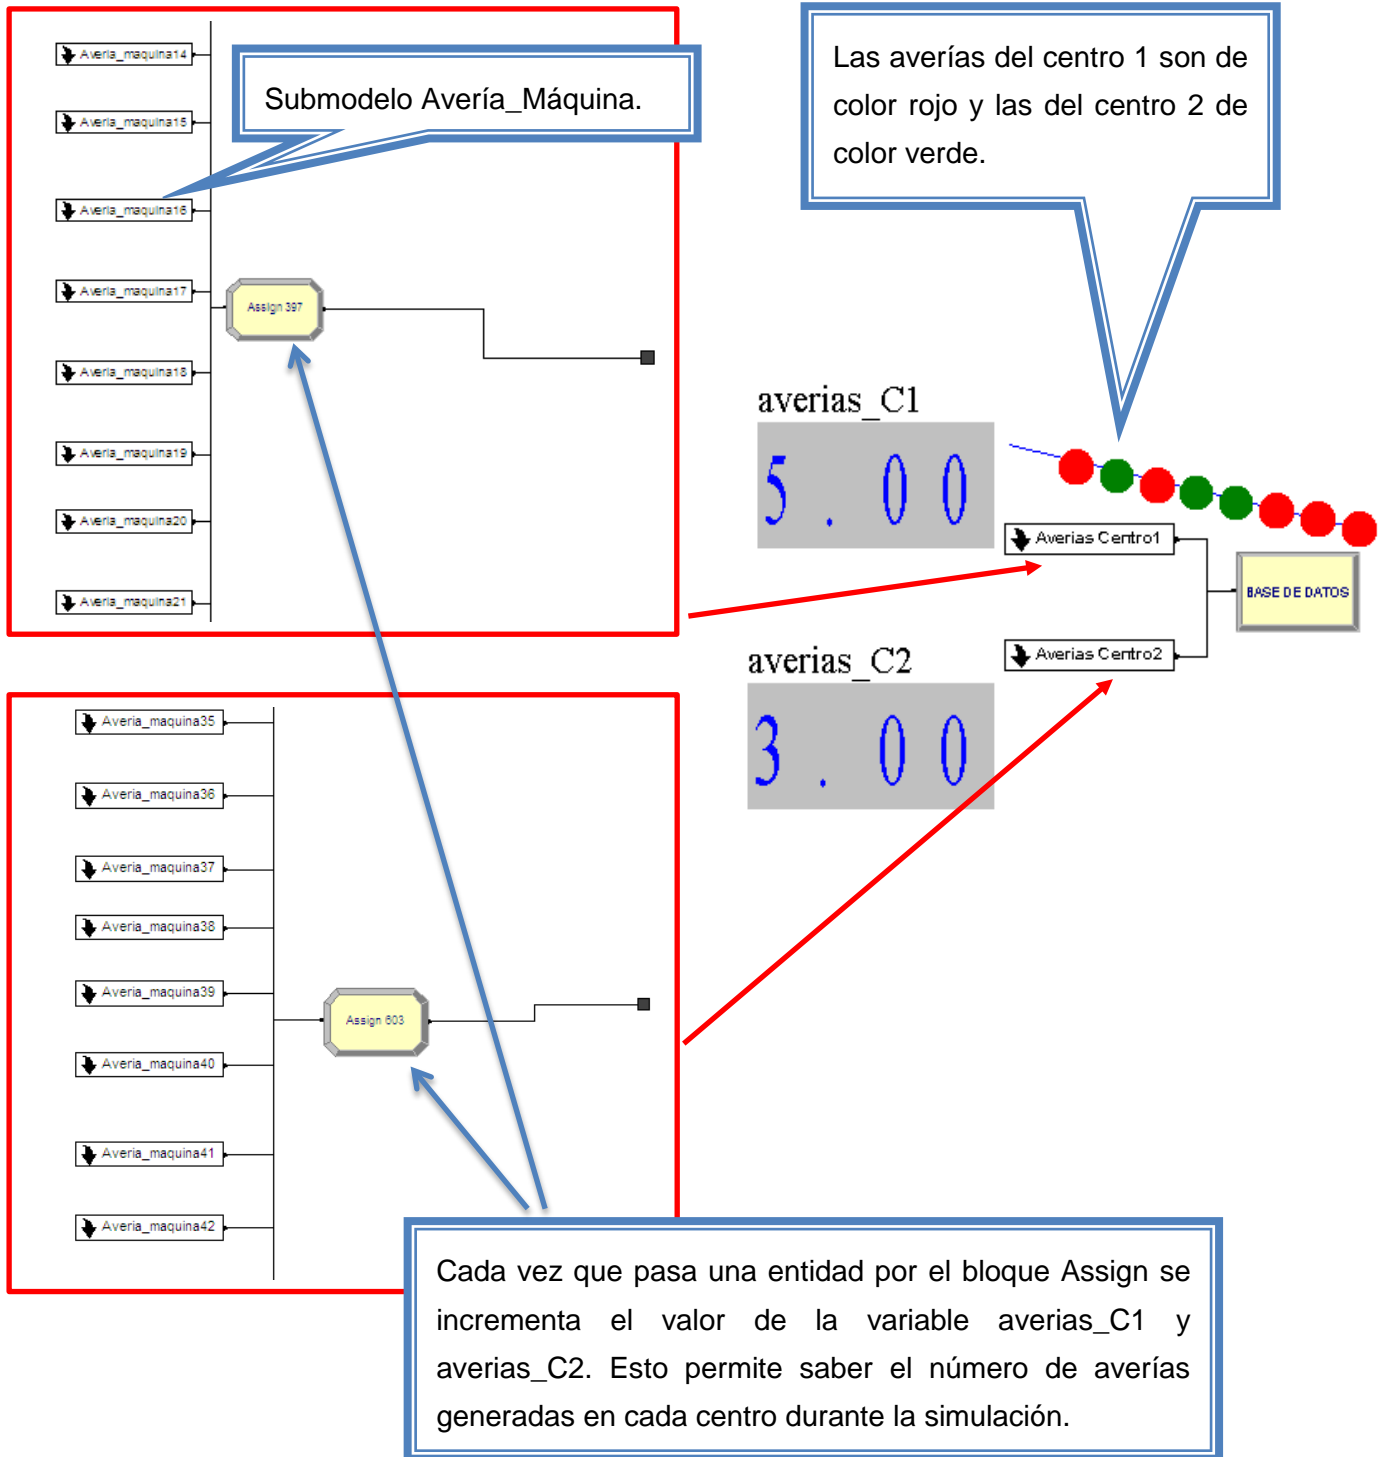 Averia_maquina14
Averia_maquina15
Averia_maquina16
Averia_maquina17
Averia_maquina18
Averia_maquina19
Averia_maquina20
Averia_maquina21
Submodelo Avería_Máquina.
Assign 397
Las averías del centro 1 son de
color rojo y las del centro 2 de
color verde.
averias_C1
5.00
Averias Centro1
BASE DE DATOS
averias_C2
3.00
Averias Centro2
Averia_maquina35
Averia_maquina36
Averia_maquina37
Averia_maquina38
Averia_maquina39
Averia_maquina40
Averia_maquina41
Averia_maquina42
Assign 603
Cada vez que pasa una entidad por el bloque Assign se
incrementa el valor de la variable averias_C1 y
averias_C2. Esto permite saber el número de averías
generadas en cada centro durante la simulación.